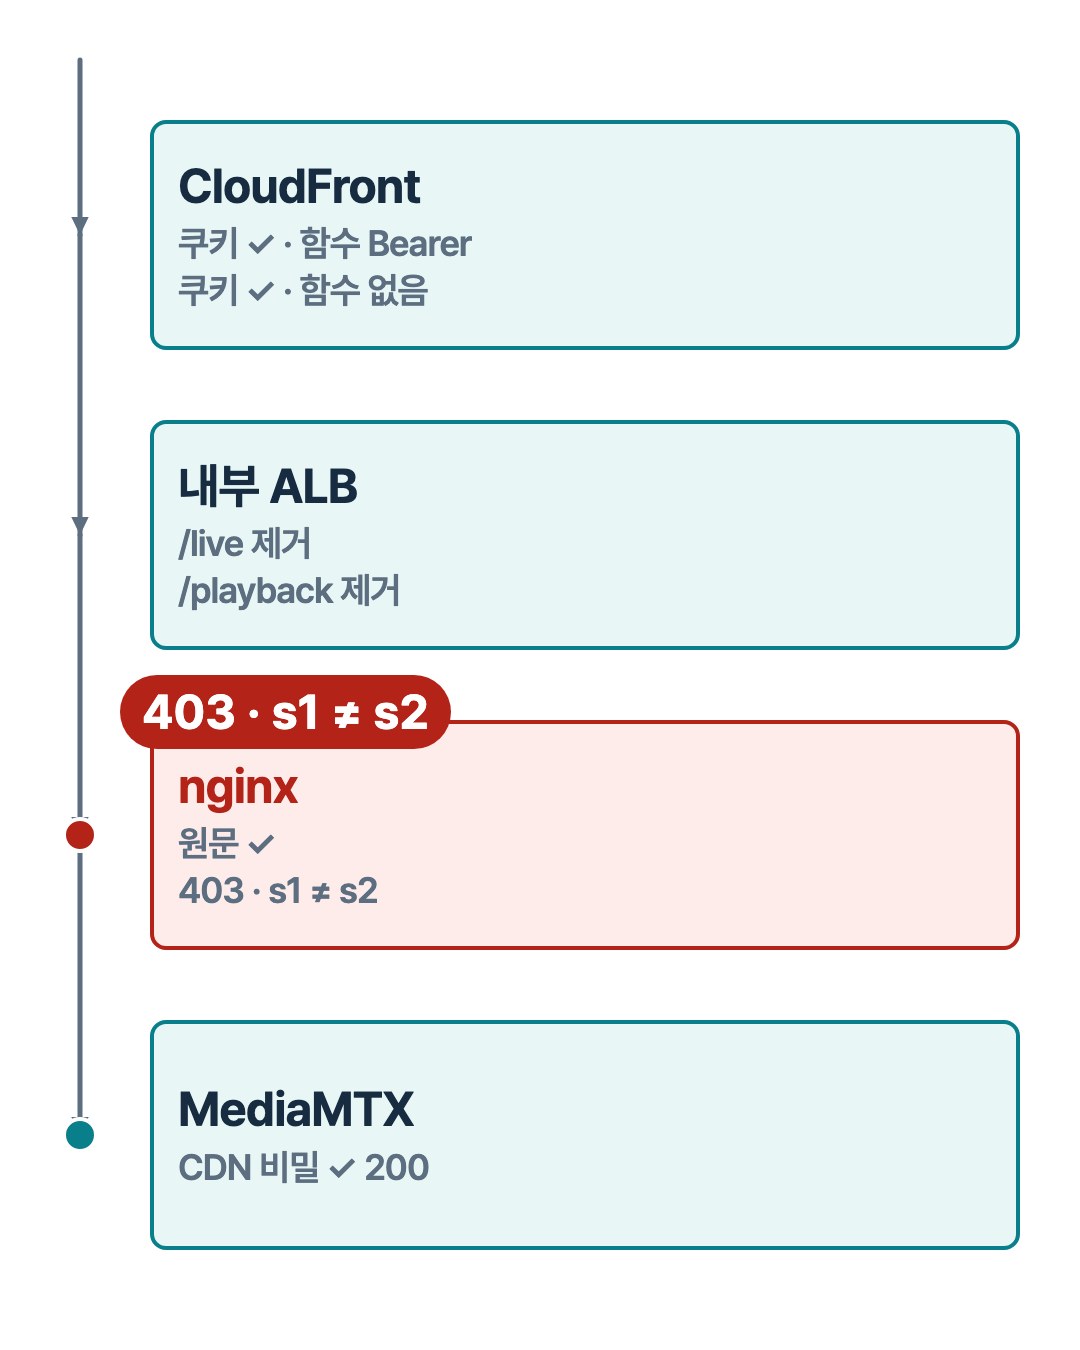 CloudFront
쿠키 ✓ · 함수 Bearer
쿠키 ✓ · 함수 없음
내부 ALB
/live 제거
/playback 제거
403 · s1 ≠ s2
nginx
원문 ✓
403 · s1 ≠ s2
MediaMTX
CDN 비밀 ✓ 200